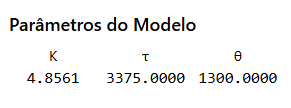 Parâmetros do Modelo
K τ θ
4.8561 3375.0000 1300.0000